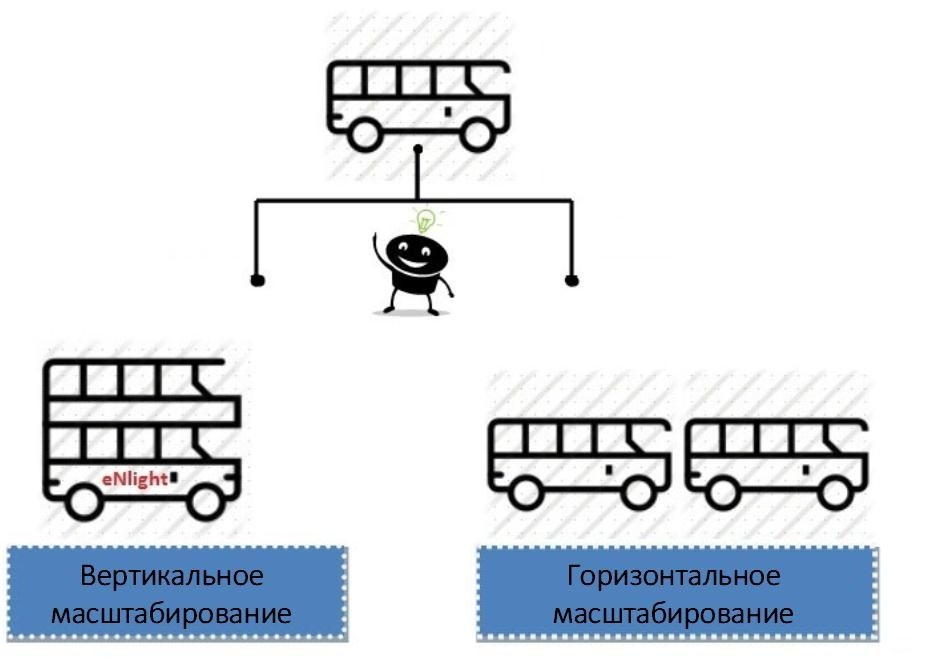 eNlight
Вертикальное
масштабирование
Горизонтальное
масштабирование